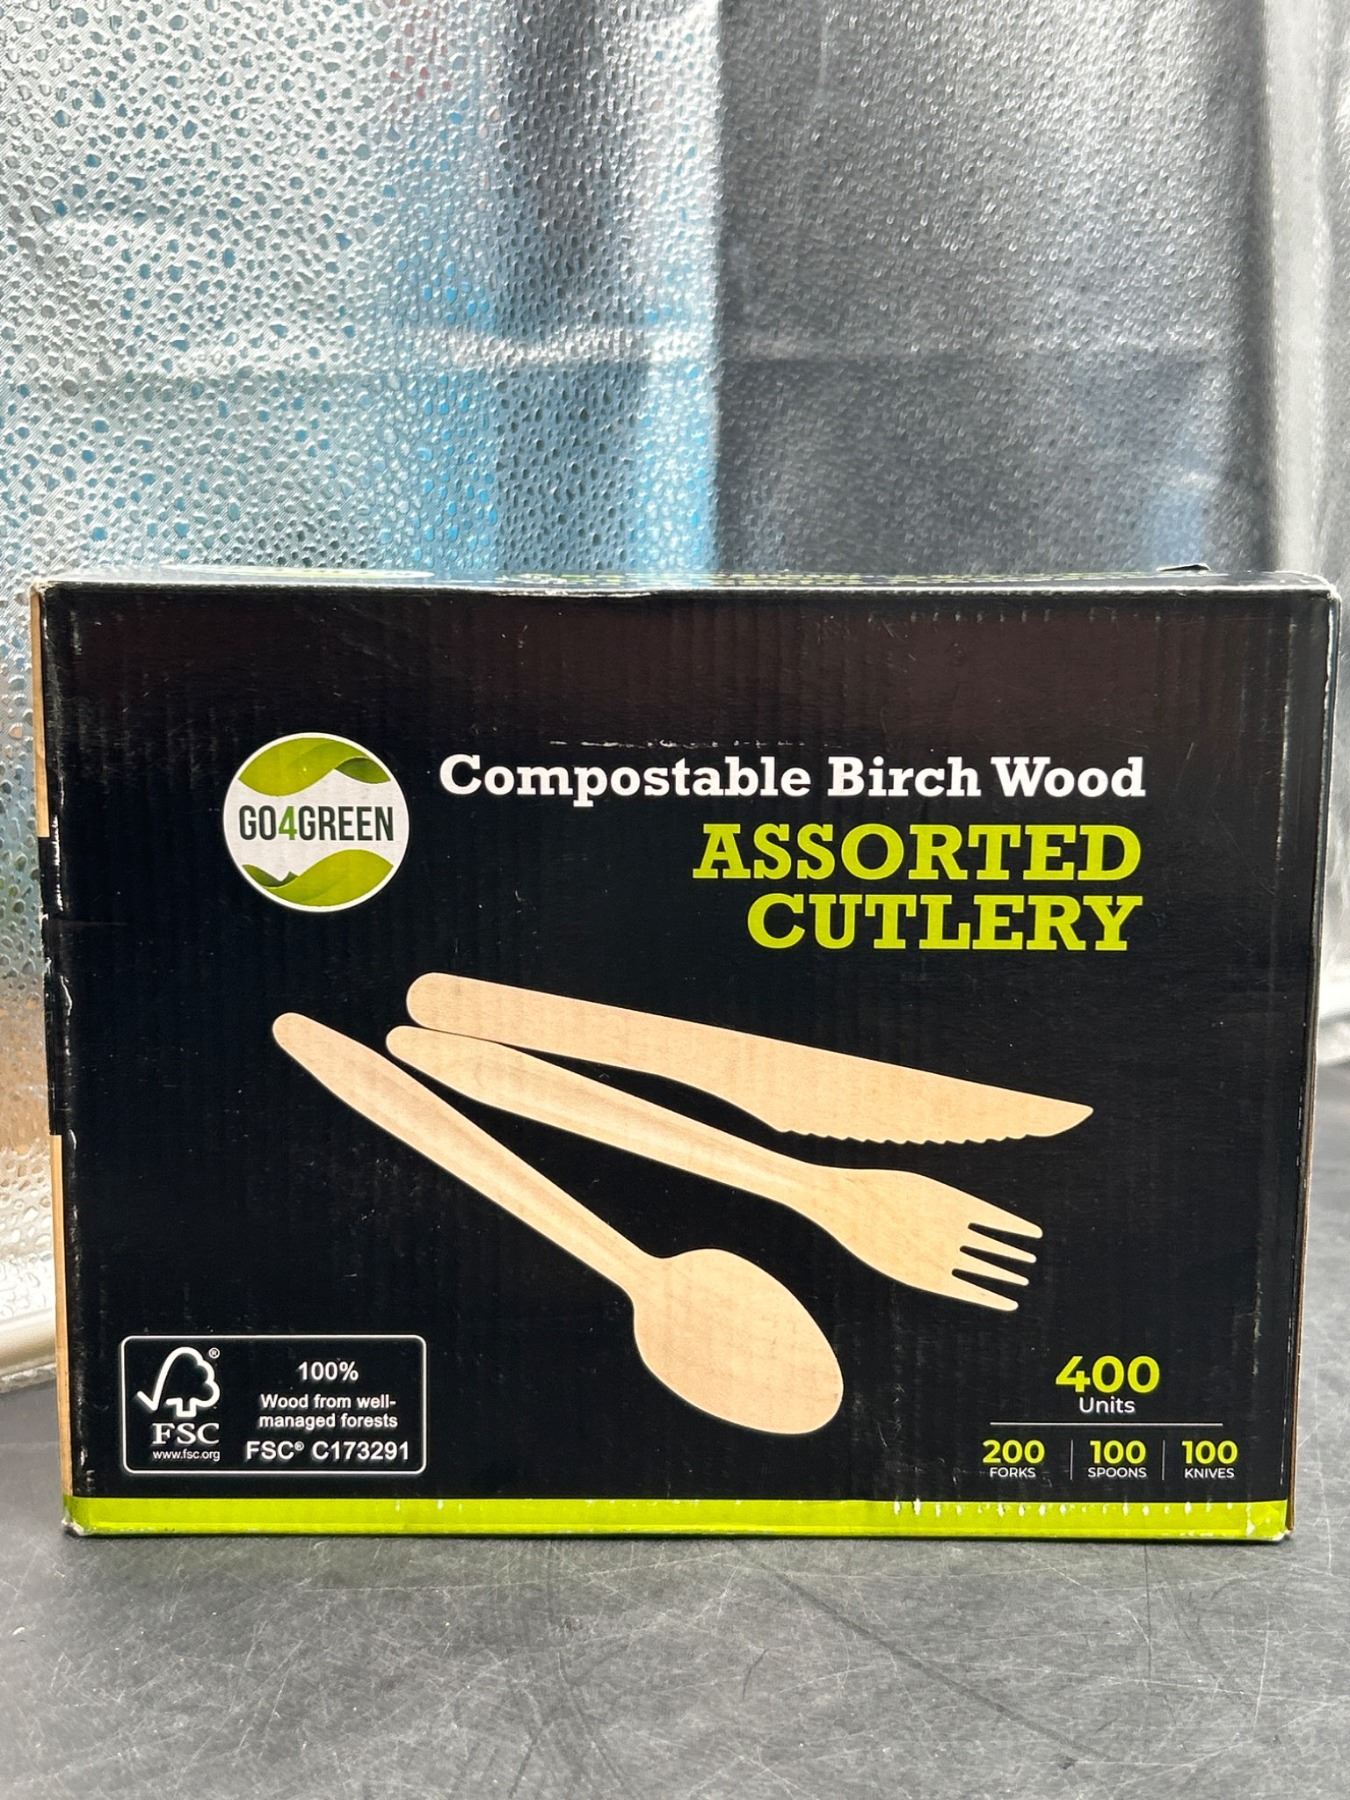 GO4GREEN
Compostable Birch Wood
ASSORTED
CUTLERY
®
FSC
www.fsc.org
100%
Wood from well-
managed forests
FSC® C173291
400
Units
200 100 100
FORKS SPOONS KNIVES